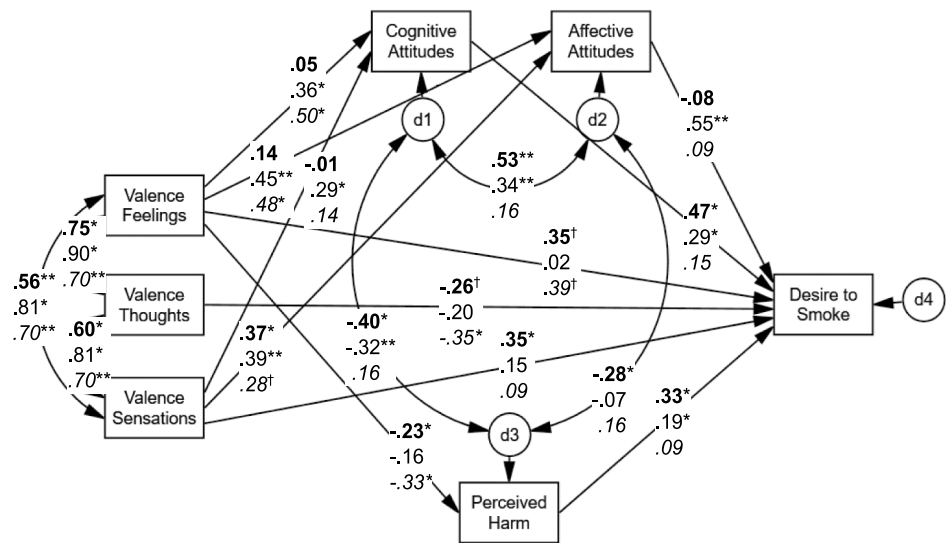 Cognitive
Attitudes
Affective
Attitudes
.05
.36*
.50*
d1
d2
-.08
.55**
.09
.14
.45**
.48*
-.01
.29*
.14
.53**
.34**
.16
Valence
Feelings
.75*
.90*
.70**
.47*
.29*
.15
.35†
.02
.39†
.56**
.81*
.70**
Valence
Thoughts
-.26†
-.20
-.35*
Desire to
Smoke
d4
.60*
.81*
.70**
.37*
.39**
.28†
-.40*
-.32**
.16
.35*
.15
.09
Valence
Sensations
-.28*
-.07
.16
.33*
.19*
.09
-.23*
-.16
-.33*
d3
Perceived
Harm